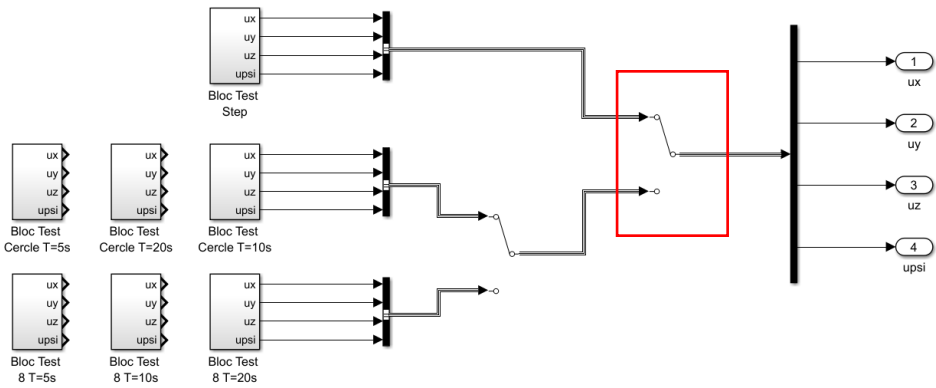 ux
uy
uz
upsi
Bloc Test
Step
ux
uy
uz
upsi
Bloc Test
Cercle T=5s
ux
uy
uz
upsi
Bloc Test
Cercle T=20s
ux
uy
uz
upsi
Bloc Test
Cercle T=10s
ux
uy
uz
upsi
Bloc Test
8 T=5s
ux
uy
uz
upsi
Bloc Test
8 T=10s
ux
uy
uz
upsi
Bloc Test
8 T=20s
1
ux
2
uy
3
uz
4
upsi